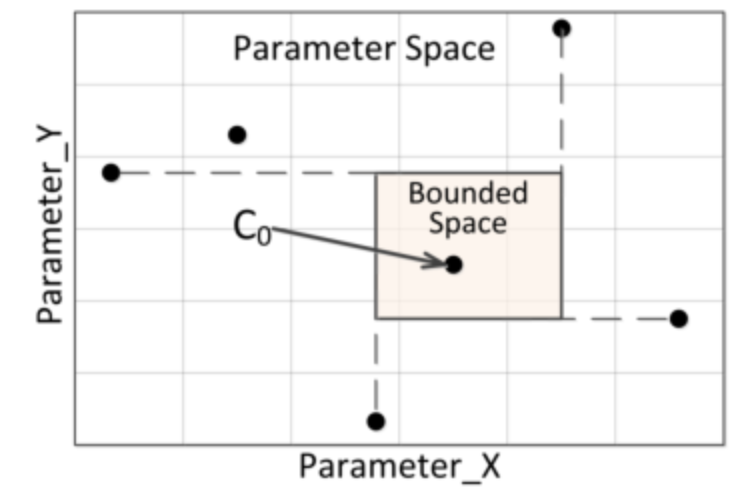 Parameter Space
Parameter_Y
Bounded
Space
C₀
Parameter_X